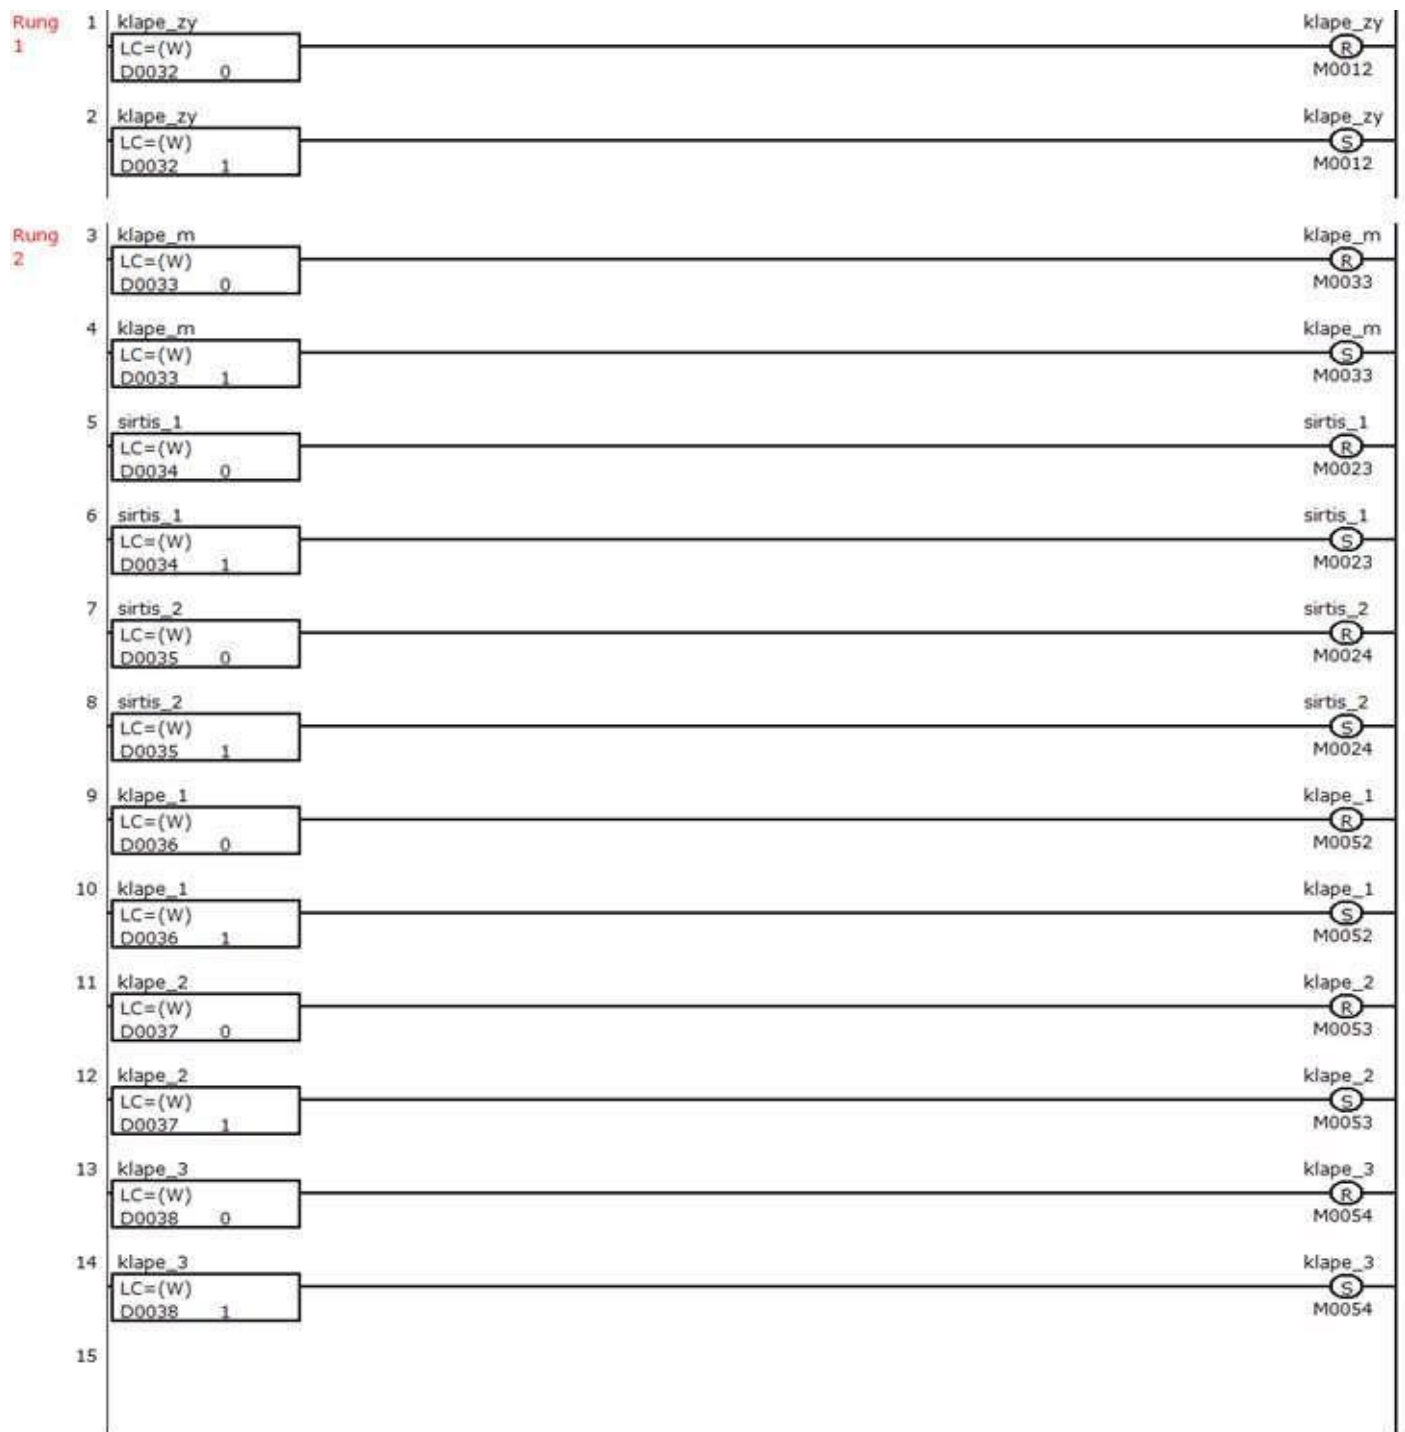 Rung 1 klape_zy klape_zy
1 LC=(W) R
D0032 0 M0012
2 klape_zy klape_zy
LC=(W) S
D0032 1 M0012
Rung 3 klape_m klape_m
2 LC=(W) R
D0033 0 M0033
4 klape_m klape_m
LC=(W) S
D0033 1 M0033
5 sirtis_1 sirtis_1
LC=(W) R
D0034 0 M0023
6 sirtis_1 sirtis_1
LC=(W) S
D0034 1 M0023
7 sirtis_2 sirtis_2
LC=(W) R
D0035 0 M0024
8 sirtis_2 sirtis_2
LC=(W) S
D0035 1 M0024
9 klape_1 klape_1
LC=(W) R
D0036 0 M0052
10 klape_1 klape_1
LC=(W) S
D0036 1 M0052
11 klape_2 klape_2
LC=(W) R
D0037 0 M0053
12 klape_2 klape_2
LC=(W) S
D0037 1 M0053
13 klape_3 klape_3
LC=(W) R
D0038 0 M0054
14 klape_3 klape_3
LC=(W) S
D0038 1 M0054
15